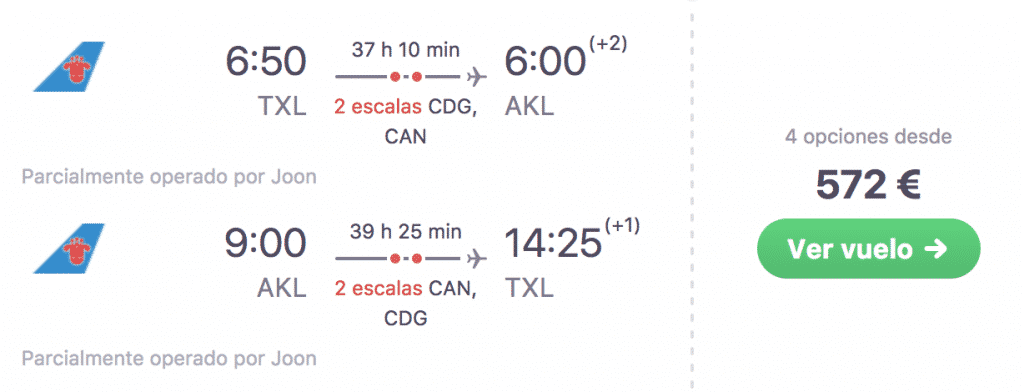 6:50
37 h 10 min
6:00 (+2)
TXL
2 escalas CDG,
CAN
AKL
Parcialmente operado por Joon
9:00
39 h 25 min
14:25 (+1)
AKL
2 escalas CAN,
CDG
TXL
Parcialmente operado por Joon
4 opciones desde
572 €
Ver vuelo →